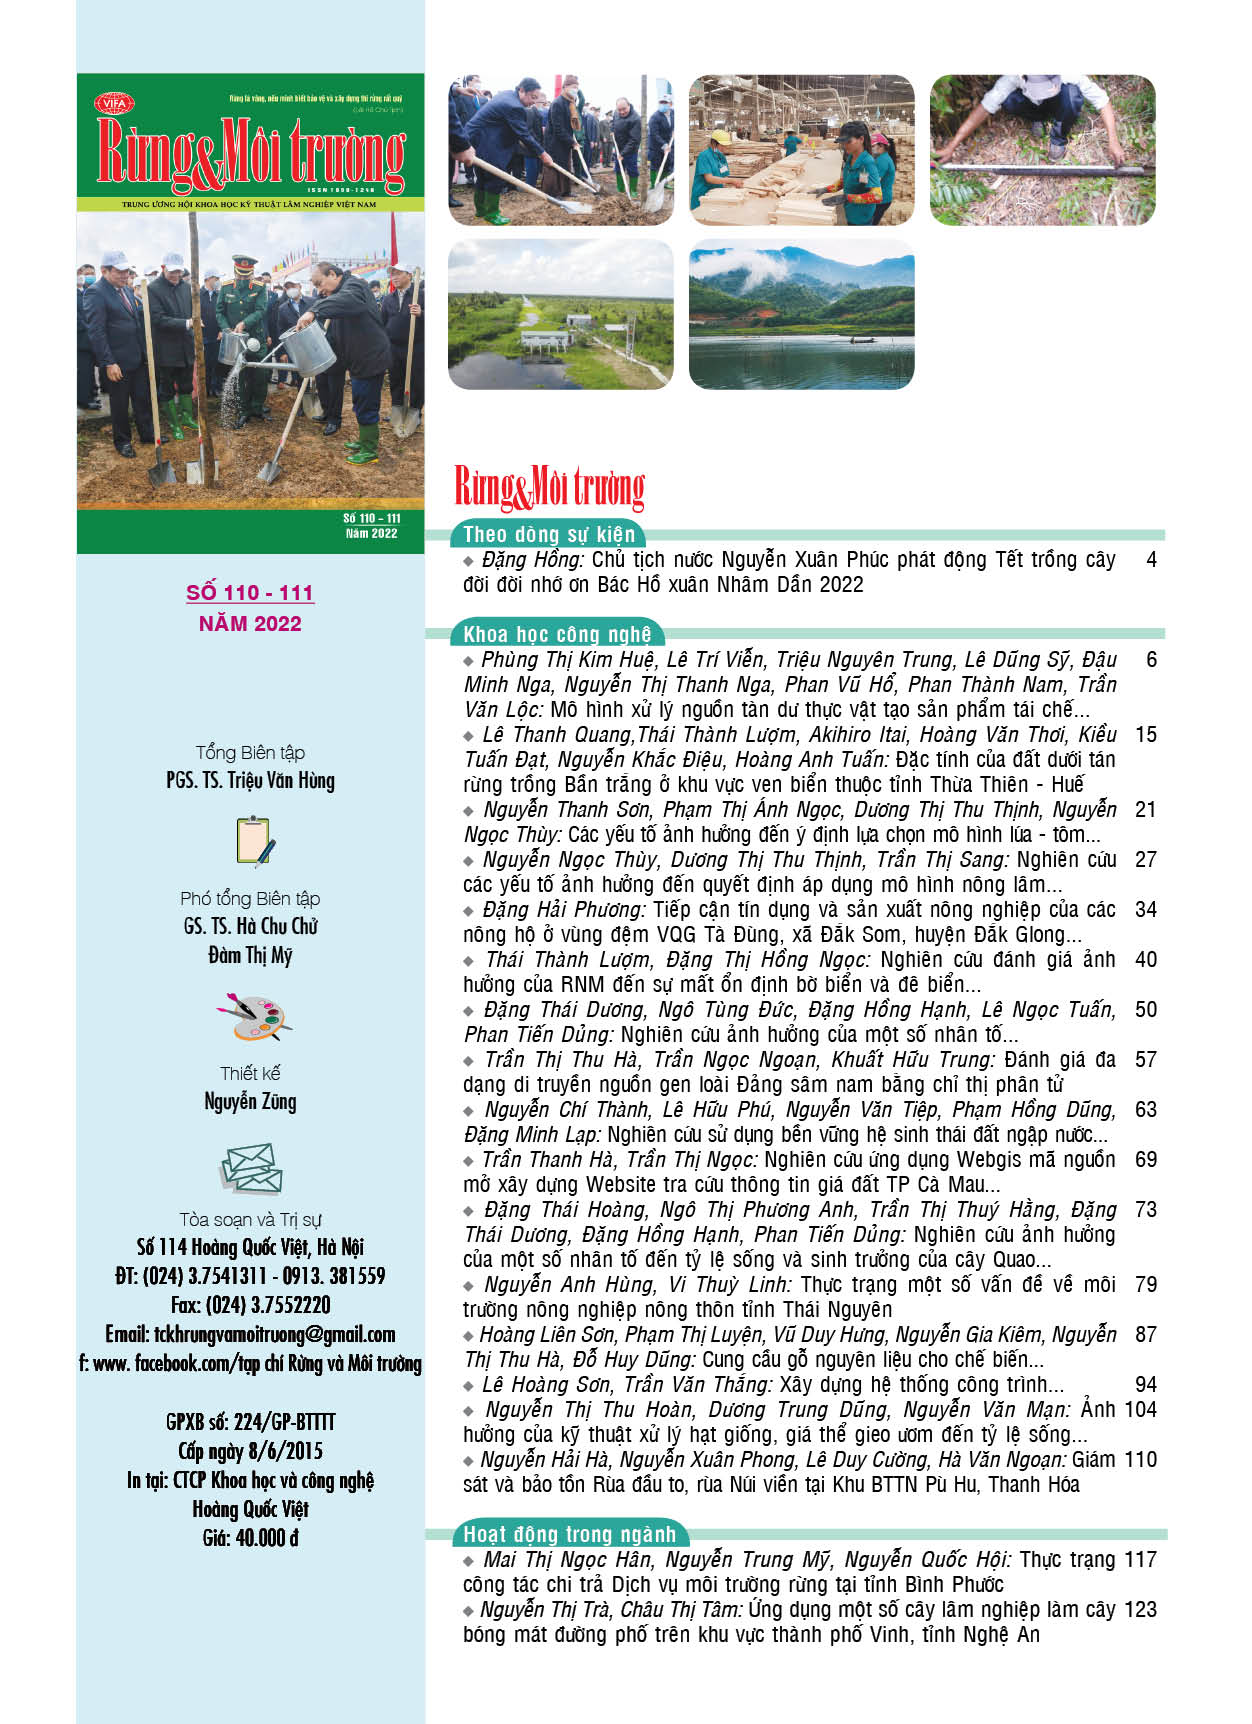 VIFA
Rừng là vàng, nếu mình biết bảo vệ và xây dựng thì rừng rất quý
Rừng&Môi trường
ISSN 1859-1248
TRUNG ƯƠNG HỘI KHOA HỌC KỸ THUẬT LÂM NGHIỆP VIỆT NAM
Số 110 – 111
Năm 2022
SỐ 110 - 111
NĂM 2022
Tổng Biên tập
PGS. TS. Triệu Văn Hùng
Phó tổng Biên tập
GS. TS. Hà Chu Chử
Đàm Thị Mỹ
Thiết kế
Nguyễn Zũng
Tòa soạn và Trị sự
Số 114 Hoàng Quốc Việt, Hà Nội
ĐT: (024) 3.7541311 - 0913. 381559
Fax: (024) 3.7552220
Email: tckhrungvamoitruong@gmail.com
f: www. facebook.com/tạp chí Rừng và Môi trường
GPXB số: 224/GP-BTTTT
Cấp ngày 8/6/2015
In tại: CTCP Khoa học và công nghệ
Hoàng Quốc Việt
Giá: 40.000 đ
Rừng&Môi trường
Theo dòng sự kiện
◆ Đặng Hồng: Chủ tịch nước Nguyễn Xuân Phúc phát động Tết trồng cây 4
đời đời nhớ ơn Bác Hồ xuân Nhâm Dần 2022
Khoa học công nghệ
◆ Phùng Thị Kim Huệ, Lê Trí Viễn, Triệu Nguyên Trung, Lê Dũng Sỹ, Đậu 6
Minh Nga, Nguyễn Thị Thanh Nga, Phan Vũ Hổ, Phan Thành Nam, Trần
Văn Lộc: Mô hình xử lý nguồn tàn dư thực vật tạo sản phẩm tái chế...
◆ Lê Thanh Quang,Thái Thành Lượm, Akihiro Itai, Hoàng Văn Thơi, Kiều 15
Tuấn Đạt, Nguyễn Khắc Điệu, Hoàng Anh Tuấn: Đặc tính của đất dưới tán
rừng trồng Bần trắng ở khu vực ven biển thuộc tỉnh Thừa Thiên - Huế
◆ Nguyễn Thanh Sơn, Phạm Thị Ánh Ngọc, Dương Thị Thu Thịnh, Nguyễn 21
Ngọc Thùy: Các yếu tố ảnh hưởng đến ý định lựa chọn mô hình lúa - tôm...
◆ Nguyễn Ngọc Thùy, Dương Thị Thu Thịnh, Trần Thị Sang: Nghiên cứu 27
các yếu tố ảnh hưởng đến quyết định áp dụng mô hình nông lâm...
◆ Đặng Hải Phương: Tiếp cận tín dụng và sản xuất nông nghiệp của các 34
nông hộ ở vùng đệm VQG Tà Đùng, xã Đắk Som, huyện Đắk Glong...
◆ Thái Thành Lượm, Đặng Thị Hồng Ngọc: Nghiên cứu đánh giá ảnh 40
hưởng của RNM đến sự mất ổn định bờ biển và đê biển...
◆ Đặng Thái Dương, Ngô Tùng Đức, Đặng Hồng Hạnh, Lê Ngọc Tuấn, 50
Phan Tiến Dủng: Nghiên cứu ảnh hưởng của một số nhân tố...
◆ Trần Thị Thu Hà, Trần Ngọc Ngoạn, Khuất Hữu Trung: Đánh giá đa 57
dạng di truyền nguồn gen loài Đảng sâm nam bằng chỉ thị phân tử
◆ Nguyễn Chí Thành, Lê Hữu Phú, Nguyễn Văn Tiệp, Phạm Hồng Dũng, 63
Đặng Minh Lạp: Nghiên cứu sử dụng bền vững hệ sinh thái đất ngập nước...
◆ Trần Thanh Hà, Trần Thị Ngọc: Nghiên cứu ứng dụng Webgis mã nguồn 69
mở xây dựng Website tra cứu thông tin giá đất TP Cà Mau...
◆ Đặng Thái Hoàng, Ngô Thị Phương Anh, Trần Thị Thuý Hằng, Đặng 73
Thái Dương, Đặng Hồng Hạnh, Phan Tiến Dủng: Nghiên cứu ảnh hưởng
của một số nhân tố đến tỷ lệ sống và sinh trưởng của cây Quao...
◆ Nguyễn Anh Hùng, Vi Thuỳ Linh: Thực trạng một số vấn đề về môi 79
trường nông nghiệp nông thôn tỉnh Thái Nguyên
◆ Hoàng Liên Sơn, Phạm Thị Luyện, Vũ Duy Hưng, Nguyễn Gia Kiêm, Nguyễn 87
Thị Thu Hà, Đỗ Huy Dũng: Cung cầu gỗ nguyên liệu cho chế biến...
◆ Lê Hoàng Sơn, Trần Văn Thắng: Xây dựng hệ thống công trình... 94
◆ Nguyễn Thị Thu Hoàn, Dương Trung Dũng, Nguyễn Văn Mạn: Ảnh 104
hưởng của kỹ thuật xử lý hạt giống, giá thể gieo ươm đến tỷ lệ sống...
◆ Nguyễn Hải Hà, Nguyễn Xuân Phong, Lê Duy Cường, Hà Văn Ngoạn: Giám 110
sát và bảo tồn Rùa đầu to, rùa Núi viền tại Khu BTTN Pù Hu, Thanh Hóa
Hoạt động trong ngành
◆ Mai Thị Ngọc Hân, Nguyễn Trung Mỹ, Nguyễn Quốc Hội: Thực trạng 117
công tác chi trả Dịch vụ môi trường rừng tại tỉnh Bình Phước
◆ Nguyễn Thị Trà, Châu Thị Tâm: Ứng dụng một số cây lâm nghiệp làm cây 123
bóng mát đường phố trên khu vực thành phố Vinh, tỉnh Nghệ An